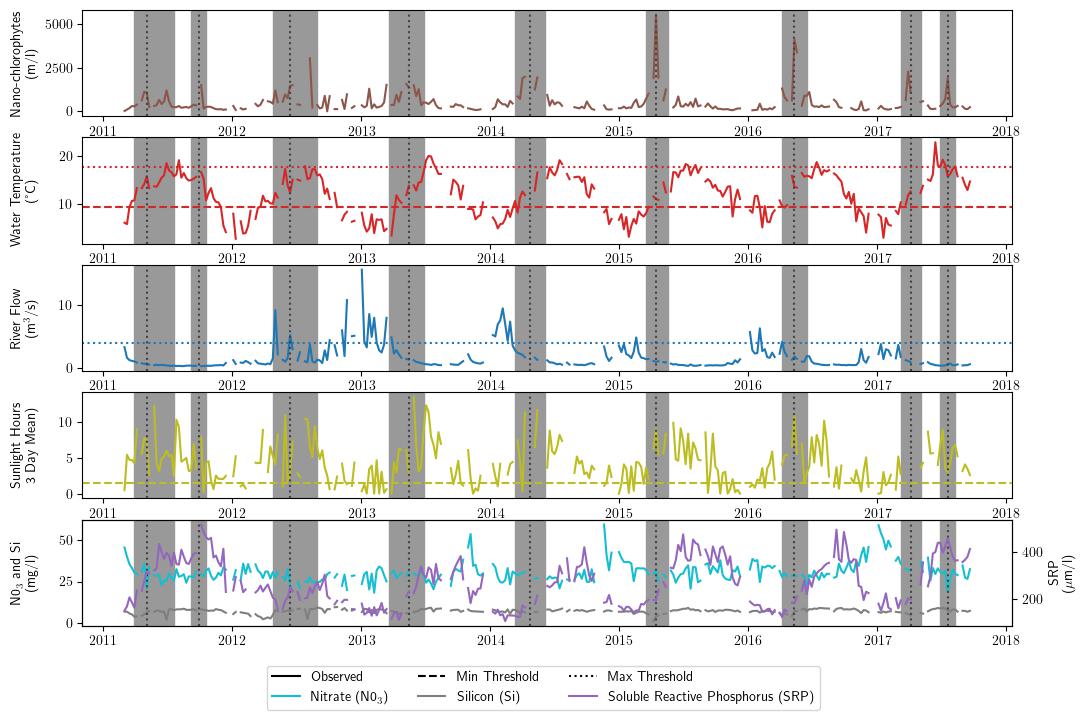 Nano-chlorophytes
(m/l)
5000
2500
0
2011 2012 2013 2014 2015 2016 2017 2018
Water Temperature
(°C)
20
10
2011 2012 2013 2014 2015 2016 2017 2018
River Flow
(m³/s)
10
0
2011 2012 2013 2014 2015 2016 2017 2018
Sunlight Hours
3 Day Mean)
10
5
0
2011 2012 2013 2014 2015 2016 2017 2018
N0₃ and Si
(mg/l)
50
25
0
400
200
SRP
(μm/l)
2011 2012 2013 2014 2015 2016 2017 2018
Observed Min Threshold Max Threshold
Nitrate (N0₃) Silicon (Si) Soluble Reactive Phosphorus (SRP)